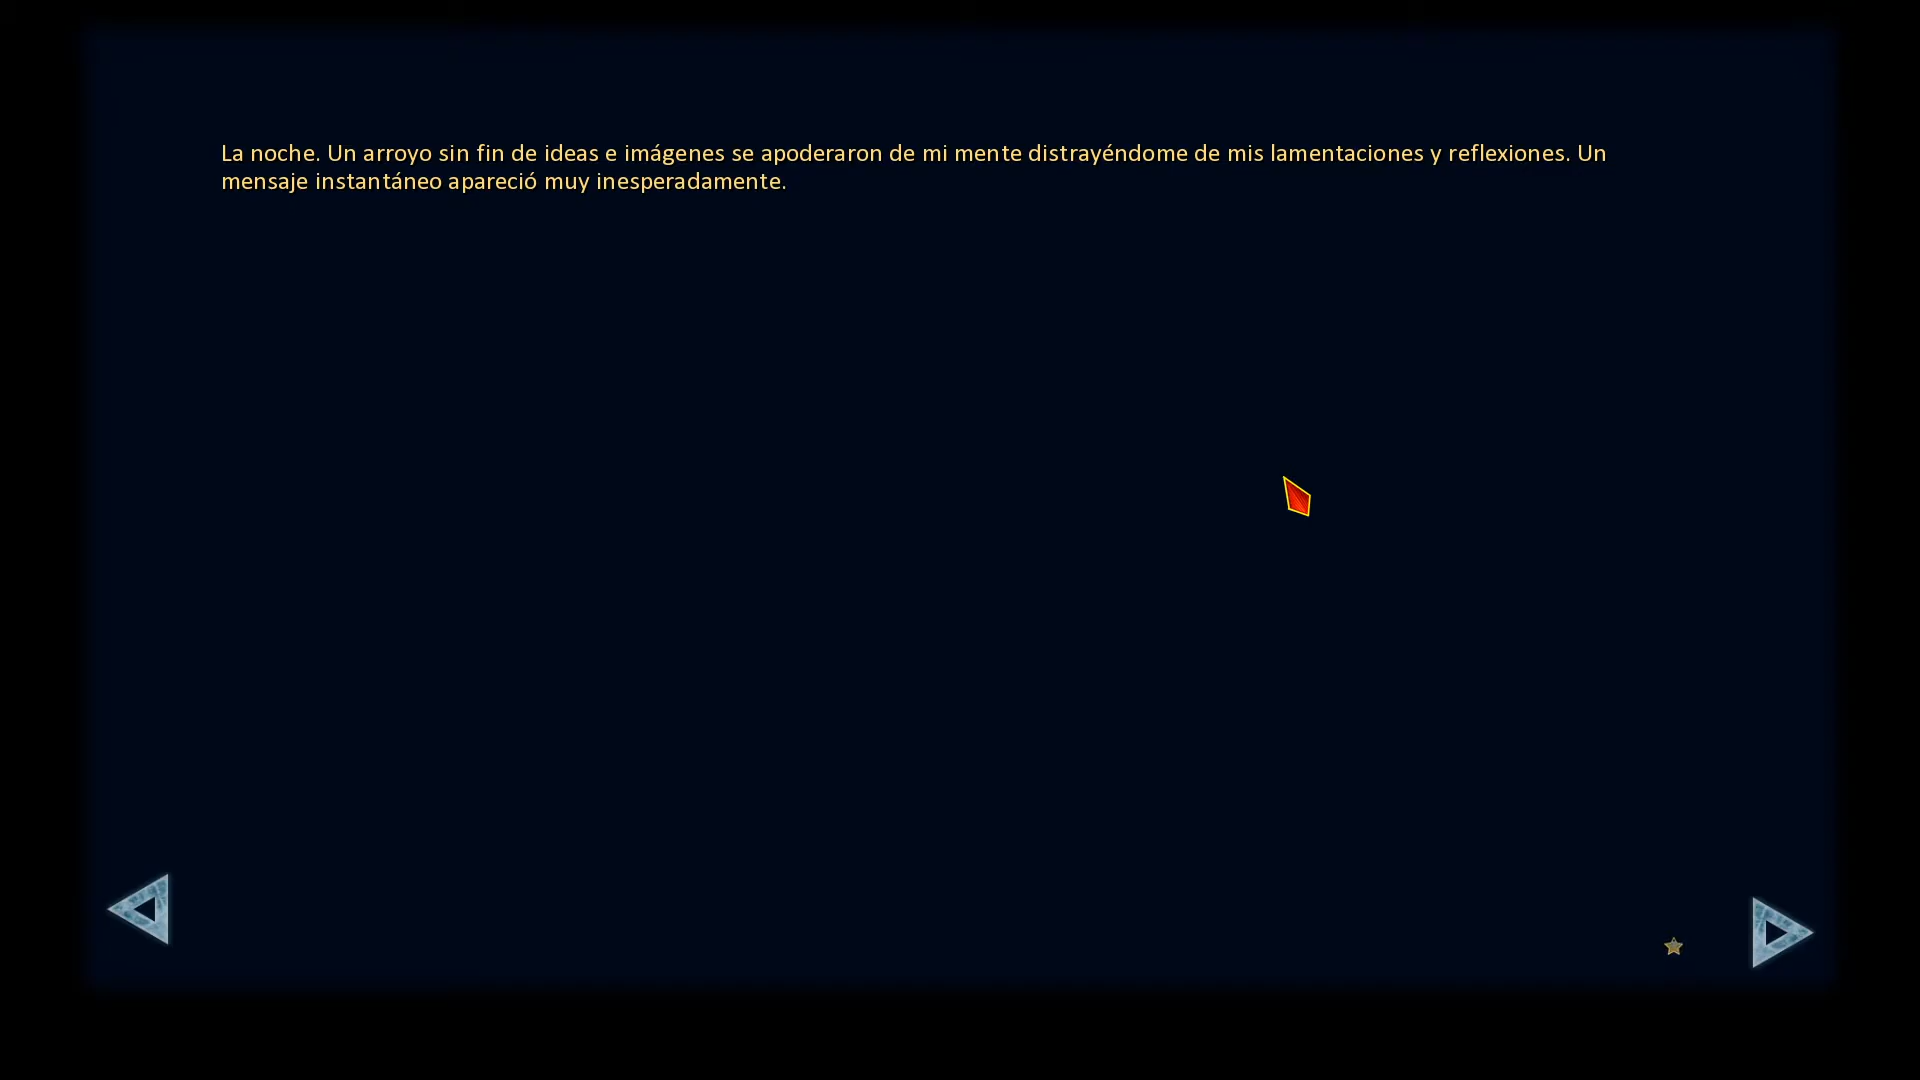 La noche. Un arroyo sin fin de ideas e imágenes se apoderaron de mi mente distrayéndome de mis lamentaciones y reflexiones. Un
mensaje instantáneo apareció muy inesperadamente.